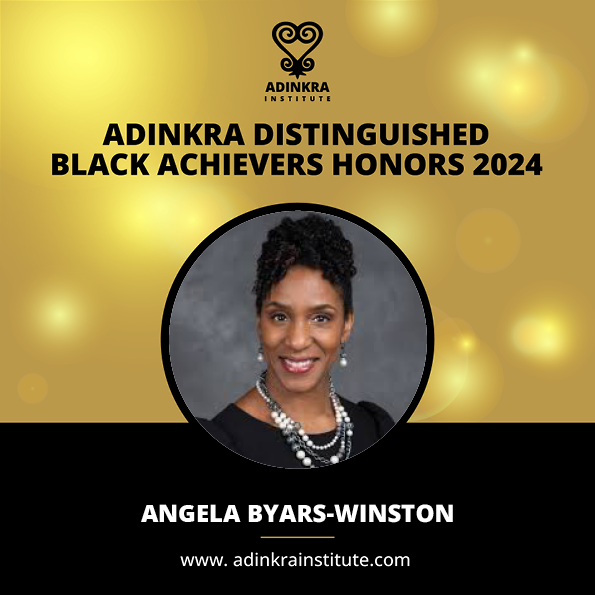 ADINKRA
INSTITUTE
ADINKRA DISTINGUISHED
BLACK ACHIEVERS HONORS 2024
ANGELA BYARS-WINSTON
www. adinkrainstitute.com